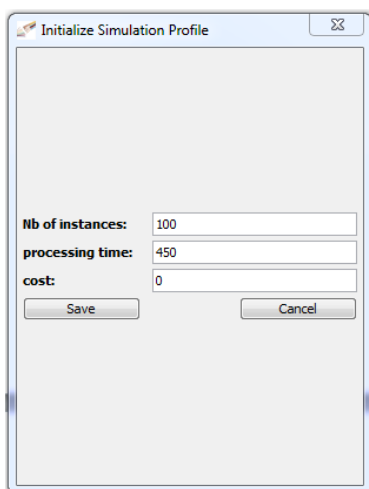 Initialize Simulation Profile
Nb of instances: 100
processing time: 450
cost: 0
Save Cancel